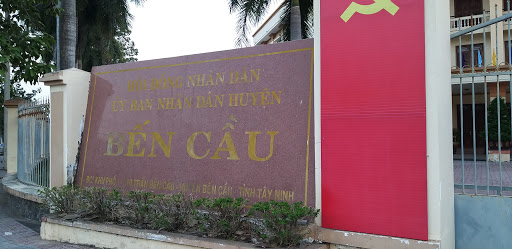 HỘI ĐỒNG NHÂN DÂN
ỦY BAN NHÂN DÂN HUYỆN
BẾN CẦU
BẾN CẦU, TỈNH TÂY NINH